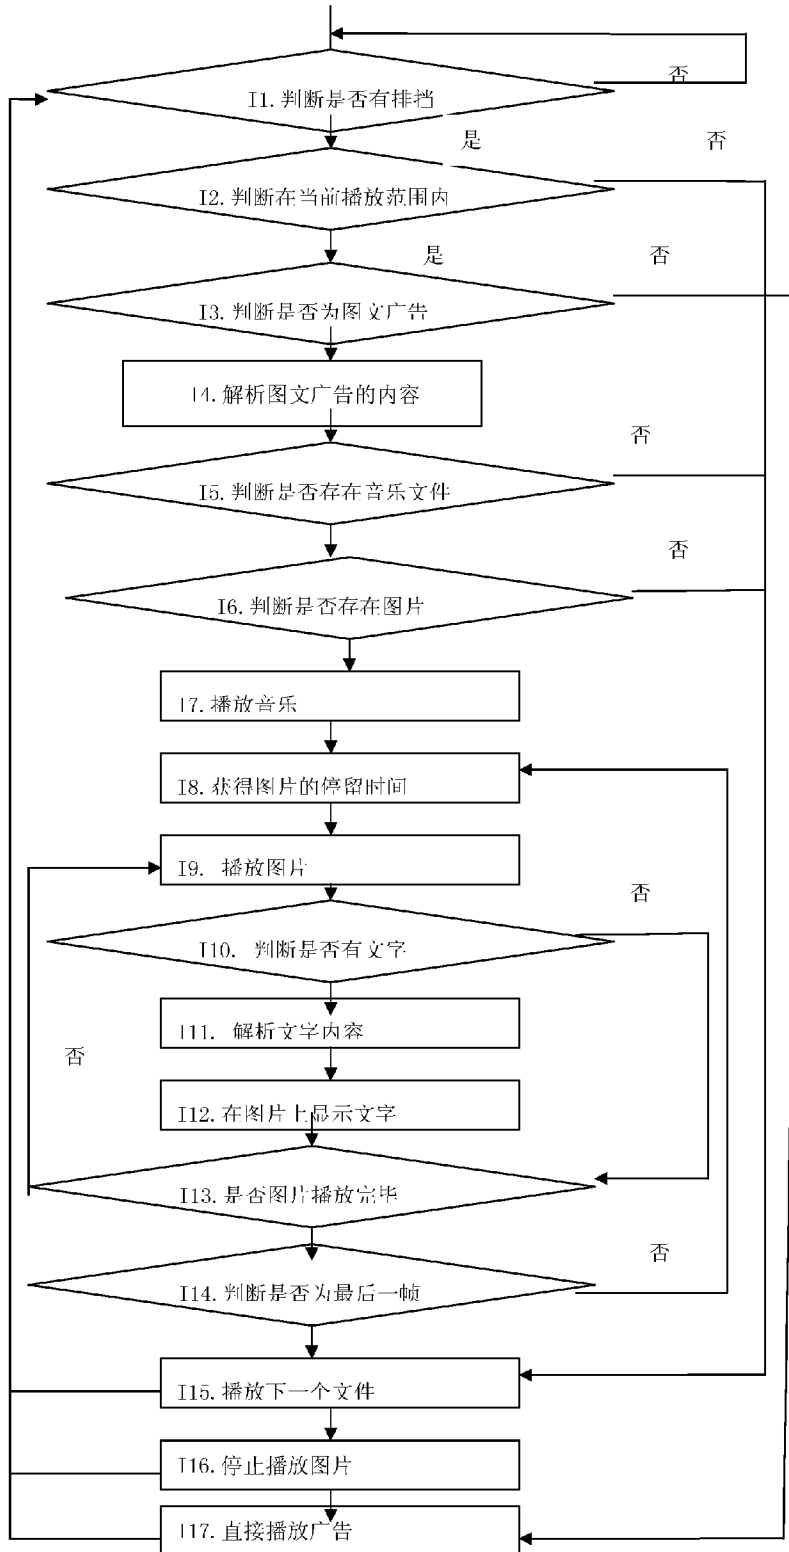 否
I1.判断是否有排挡
是 否
I2.判断在当前播放范围内
是 否
I3.判断是否为图文广告
I4.解析图文广告的内容
否
I5.判断是否存在音乐文件
否
I6.判断是否存在图片
I7.播放音乐
I8.获得图片的停留时间
I9. 播放图片
否
I10. 判断是否有文字
I11. 解析文字内容
否
I12.在图片上显示文字
I13.是否图片播放完毕
否
I14.判断是否为最后一帧
I15.播放下一个文件
I16.停止播放图片
I17.直接播放广告